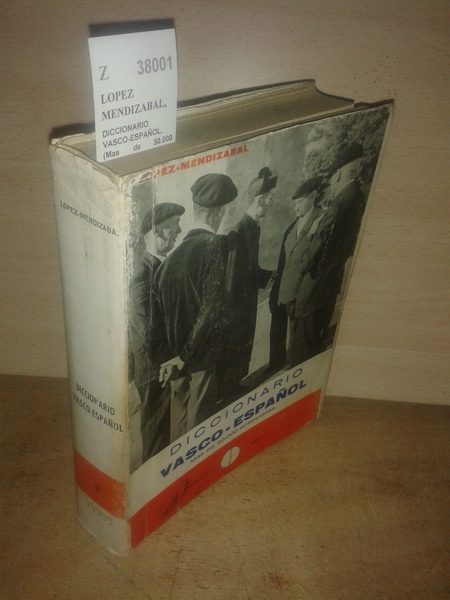 Z 38001
LOPEZ
MENDIZABAL,
DICCIONARIO
VASCO-ESPAÑOL.
(Mas de 50.000
LOPEZ-MENDIZABAL
DICCIONARIO
VASCO-ESPAÑOL
LOPEZ-MENDIZABAL
DICCIONARIO
VASCO-ESPAÑOL